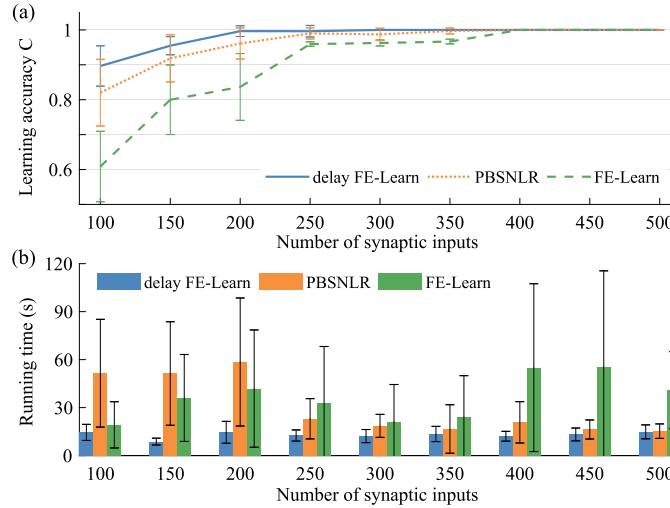 (a)
Learning accuracy C
1
0.8
0.6
delay FE-Learn PBSNLR FE-Learn
100 150 200 250 300 350 400 450 500
Number of synaptic inputs
(b)
Running time (s)
120
90
60
30
0
delay FE-Learn PBSNLR FE-Learn
100 150 200 250 300 350 400 450 500
Number of synaptic inputs